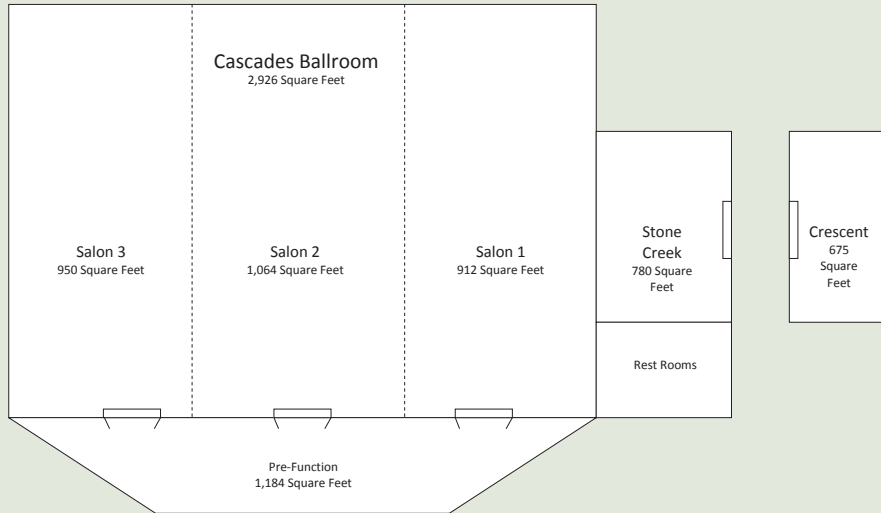 Cascades Ballroom
2,926 Square Feet
Salon 3
950 Square Feet
Salon 2
1,064 Square Feet
Salon 1
912 Square Feet
Stone
Creek
780 Square
Feet
Crescent
675
Square
Feet
Rest Rooms
Pre-Function
1,184 Square Feet